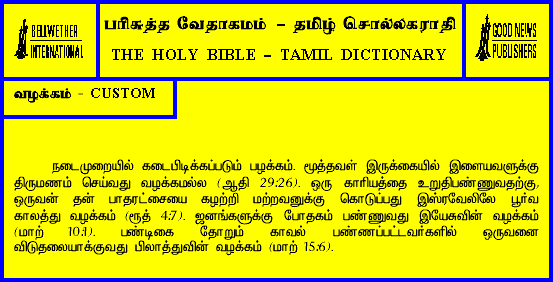 BELLWETHER
INTERNATIONAL
பரிசுத்த வேதாகமம் – தமிழ் சொல்லகராதி
THE HOLY BIBLE – TAMIL DICTIONARY
GOOD NEWS
PUBLISHERS
வழக்கம் - CUSTOM
நடைமுறையில் கடைபிடிக்கப்படும் பழக்கம். மூத்தவள் இருக்கையில் இளையவளுக்கு
திருமணம் செய்வது வழக்கமல்ல (ஆதி 29:26). ஒரு காரியத்தை உறுதிபண்ணுவதற்கு,
ஒருவன் தன் பாதரட்சையை கழற்றி மற்றவனுக்கு கொடுப்பது இஸ்ரவேலிலே பூர்வ
காலத்து வழக்கம் (ரூத் 4:7). ஜனங்களுக்கு போதகம் பண்ணுவது இயேசுவின் வழக்கம்
(மாற் 10:1). பண்டிகை தோறும் காவல் பண்ணப்பட்டவர்களில் ஒருவனை
விடுதலையாக்குவது பிலாத்துவின் வழக்கம் (மாற் 15:6).